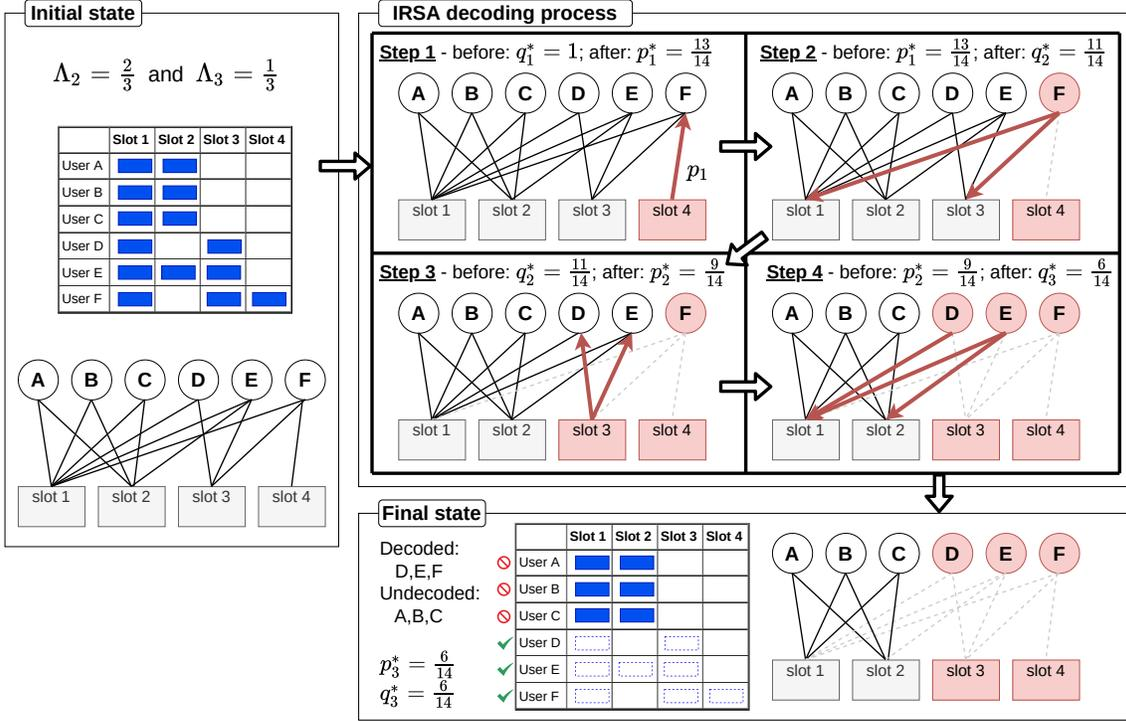 Initial state
Λ₂ = 2/3 and Λ₃ = 1/3
Slot 1 Slot 2 Slot 3 Slot 4
User A
User B
User C
User D
User E
User F
A B C D E F
slot 1 slot 2 slot 3 slot 4
IRSA decoding process
Step 1 - before: q₁* = 1; after: p₁* = 13/14
A B C D E F
p₁
slot 1 slot 2 slot 3 slot 4
Step 2 - before: p₁* = 13/14; after: q₂* = 11/14
A B C D E F
slot 1 slot 2 slot 3 slot 4
Step 3 - before: q₂* = 11/14; after: p₂* = 9/14
A B C D E F
slot 1 slot 2 slot 3 slot 4
Step 4 - before: p₂* = 9/14; after: q₃* = 6/14
A B C D E F
slot 1 slot 2 slot 3 slot 4
Final state
Decoded:
D,E,F
Undecoded:
A,B,C
p₃* = 6/14
q₃* = 6/14
Slot 1 Slot 2 Slot 3 Slot 4
User A
User B
User C
User D
User E
User F
A B C D E F
slot 1 slot 2 slot 3 slot 4